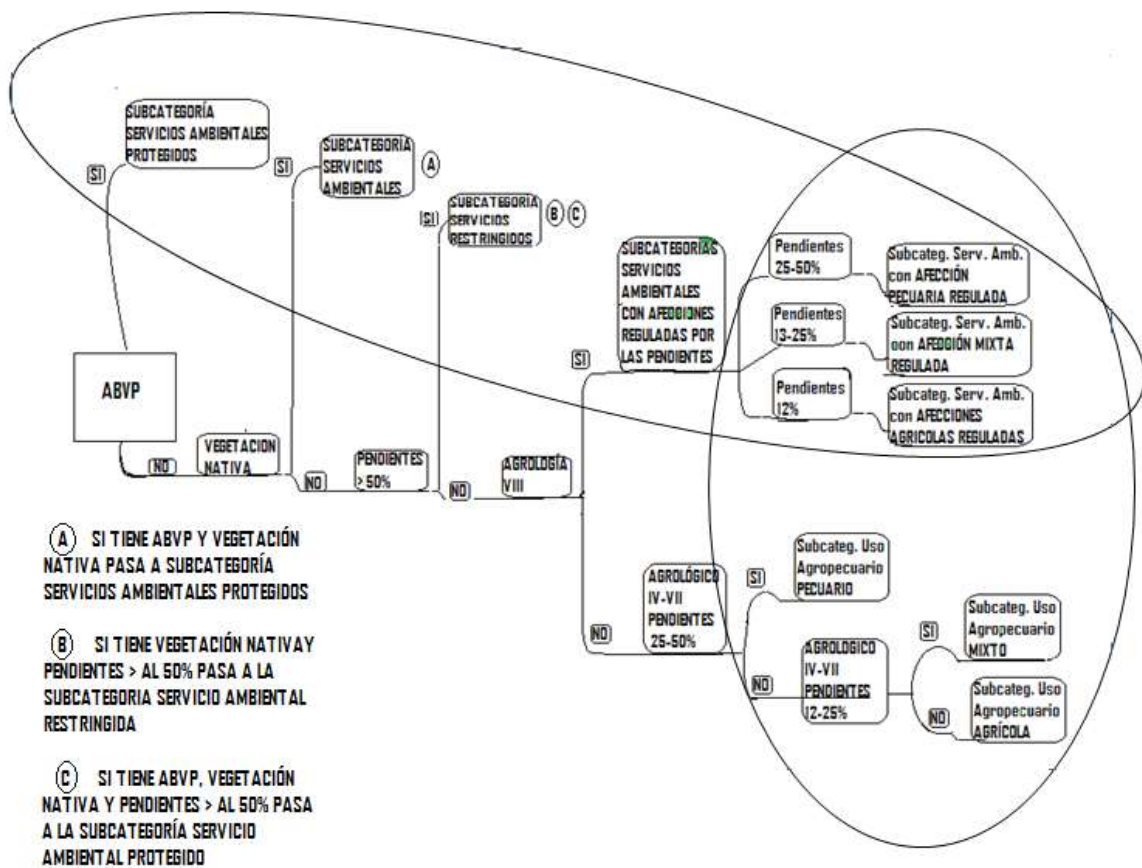 SUBCATEGORÍA
SERVICIOS AMBIENTALES
PROTEGIDOS
SI
SI
SUBCATEGORÍA
SERVICIOS
AMBIENTALES
A
SI
SUBCATEGORÍA
SERVICIOS
RESTRINGIDOS
B C
SUBCATEGORÍAS
SERVICIOS
AMBIENTALES
CON AFECCIONES
REGULADAS POR
LAS PENDIENTES
SI
Pendientes
25-50%
Subcateg. Serv. Amb.
con AFECCIÓN
PECUARIA REGULADA
Pendientes
13-25%
Subcateg. Serv. Amb.
con AFECCIÓN MIXTA
REGULADA
Pendientes
12%
Subcateg. Serv. Amb.
con AFECCIONES
AGRICOLAS REGULADAS
ABVP
NO
VEGETACION
NATIVA
NO
PENDIENTES
> 50%
NO
AGROLOGÍA
VIII
NO
AGROLÓGICO
IV-VII
PENDIENTES
25-50%
SI
Subcateg. Uso
Agropecuario
PECUARIO
NO
AGROLOGICO
IV-VII
PENDIENTES
12-25%
SI
Subcateg. Uso
Agropecuario
MIXTO
NO
Subcateg. Uso
Agropecuario
AGRÍCOLA
A SI TIENE ABVP Y VEGETACIÓN
NATIVA PASA A SUBCATEGORÍA
SERVICIOS AMBIENTALES PROTEGIDOS
B SI TIENE VEGETACIÓN NATIVA Y
PENDIENTES > AL 50% PASA A LA
SUBCATEGORIA SERVICIO AMBIENTAL
RESTRINGIDA
C SI TIENE ABVP, VEGETACIÓN
NATIVA Y PENDIENTES > AL 50% PASA
A LA SUBCATEGORÍA SERVICIO
AMBIENTAL PROTEGIDO